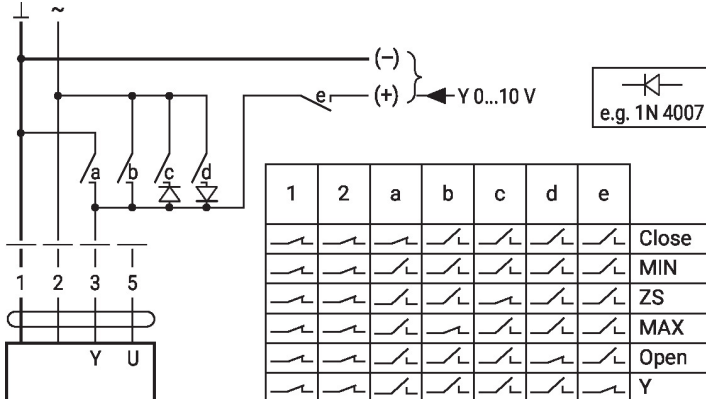 ⊥ ~
(–)
e (+) Y 0...10 V
e.g. 1N 4007
a b c d
1 2 a b c d e
Close
MIN
ZS
MAX
Open
Y
1 2 3 5
Y U